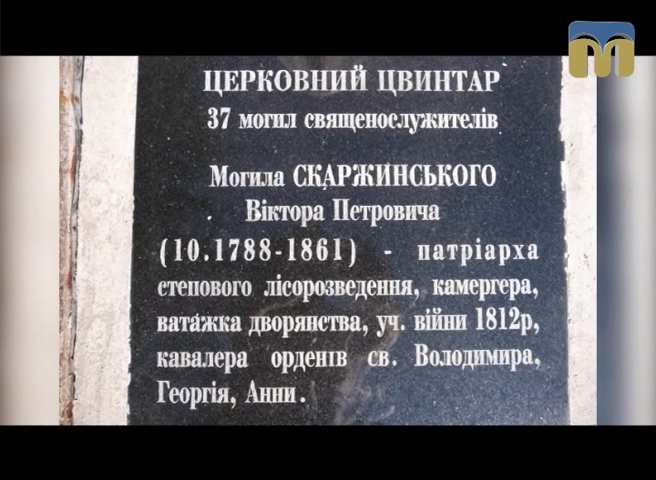 ЦЕРКОВНИЙ ЦВИНТАР
37 могил священослужителів
Могила СКАРЖИНСЬКОГО
Віктора Петровича
(10.1788-1861) - патріарха
степового лісорозведення, камергера,
ватажка дворянства, уч. війни 1812р,
кавалера орденів св. Володимира,
Георгія, Анни.